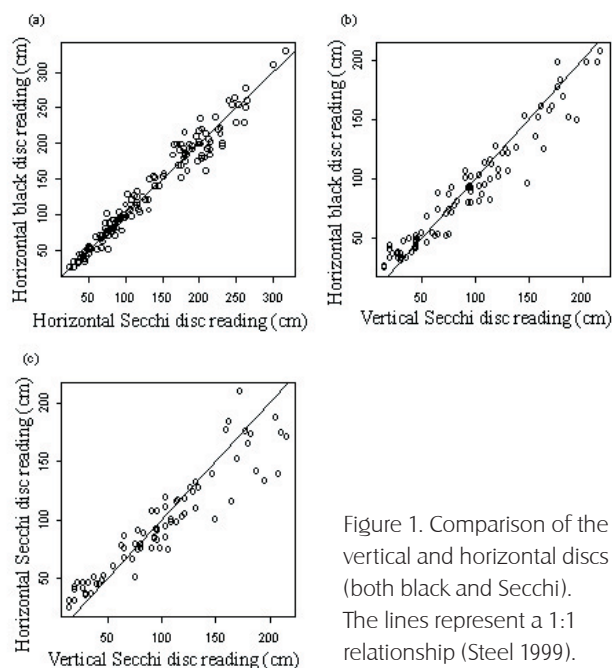 (a)
Horizontal black disc reading (cm)
50 100 150 200 250 300
50 100 150 200 250 300
Horizontal Secchi disc reading (cm)
(b)
Horizontal black disc reading (cm)
50 100 150 200
50 100 150 200
Vertical Secchi disc reading (cm)
(c)
Horizontal Secchi disc reading (cm)
50 100 150 200
50 100 150 200
Vertical Secchi disc reading (cm)
Figure 1. Comparison of the
vertical and horizontal discs
(both black and Secchi).
The lines represent a 1:1
relationship (Steel 1999).